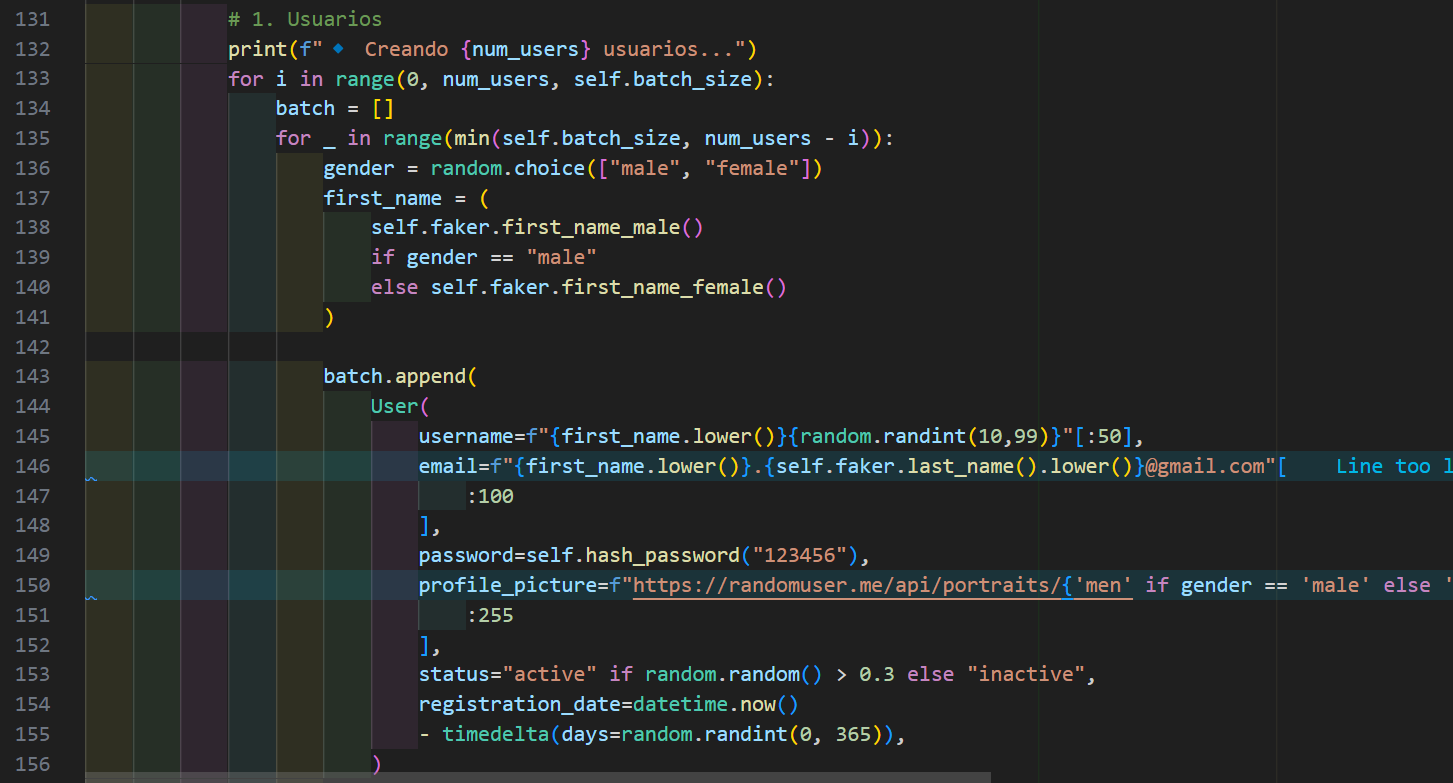 131 # 1. Usuarios
132 print(f"🔹 Creando {num_users} usuarios...")
133 for i in range(0, num_users, self.batch_size):
134 batch = []
135 for _ in range(min(self.batch_size, num_users - i)):
136 gender = random.choice(["male", "female"])
137 first_name = (
138 self.faker.first_name_male()
139 if gender == "male"
140 else self.faker.first_name_female()
141 )
142
143 batch.append(
144 User(
145 username=f"{first_name.lower()}{random.randint(10,99)}"[:50],
146 email=f"{first_name.lower()}.{self.faker.last_name().lower()}@gmail.com"[ Line too l
147 :100
148 ],
149 password=self.hash_password("123456"),
150 profile_picture=f"https://randomuser.me/api/portraits/{'men' if gender == 'male' else '
151 :255
152 ],
153 status="active" if random.random() > 0.3 else "inactive",
154 registration_date=datetime.now()
155 - timedelta(days=random.randint(0, 365)),
156 )